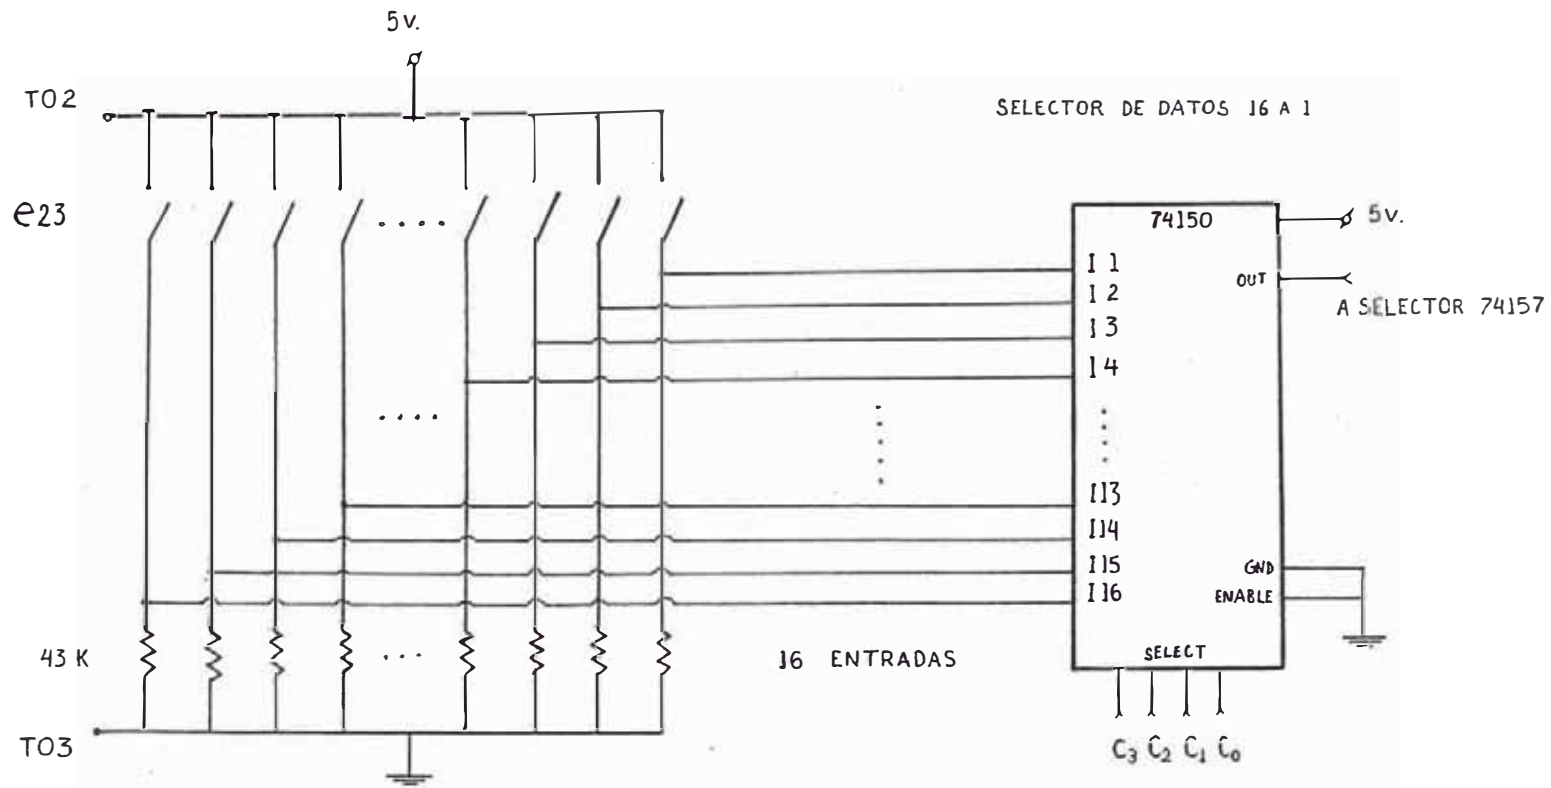 5v.
TO2
SELECTOR DE DATOS 16 A 1
e23
....
74150
5v.
I 1
I 2
I 3
I 4
OUT
A SELECTOR 74157
....
I13
I14
I15
I16
GND
ENABLE
43 K
...
16 ENTRADAS
SELECT
TO3
C3 C2 C1 C0